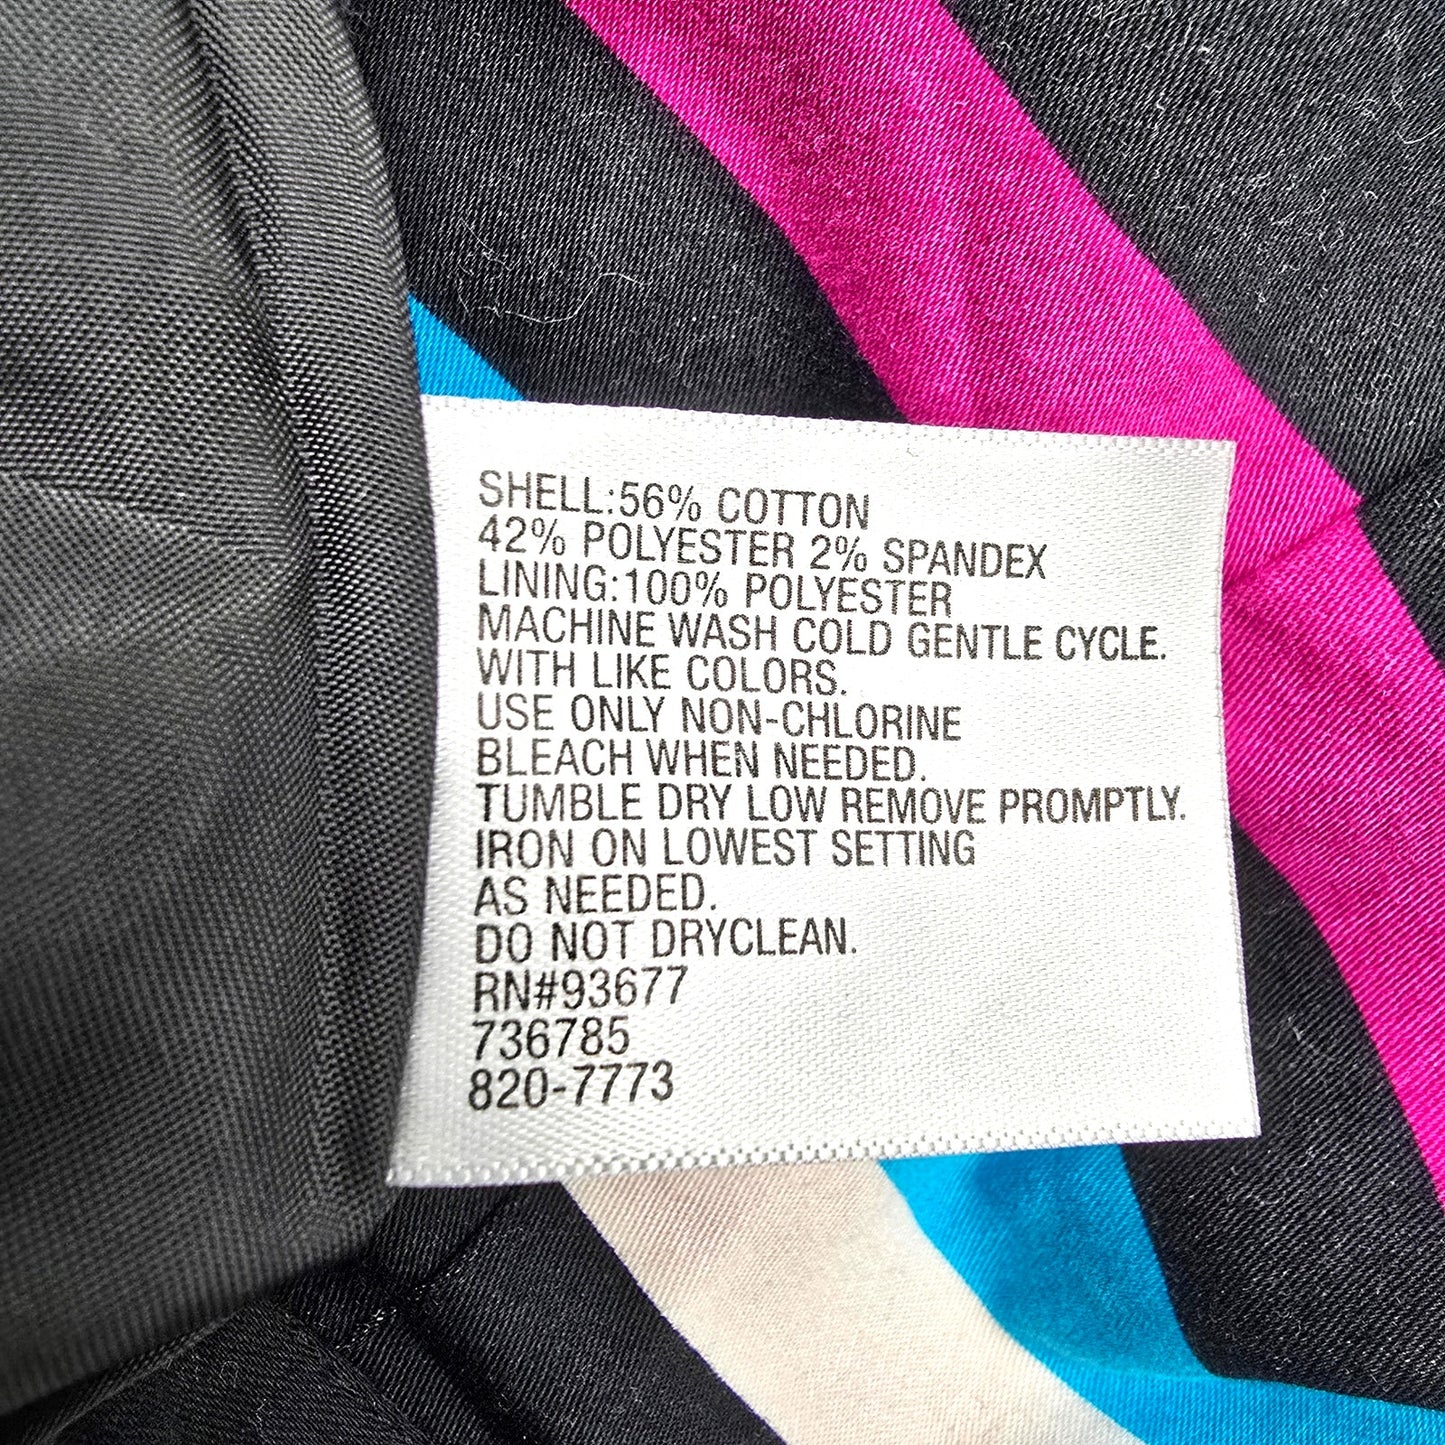 SHELL:56% COTTON
42% POLYESTER 2% SPANDEX
LINING:100% POLYESTER
MACHINE WASH COLD GENTLE CYCLE.
WITH LIKE COLORS.
USE ONLY NON-CHLORINE
BLEACH WHEN NEEDED.
TUMBLE DRY LOW REMOVE PROMPTLY.
IRON ON LOWEST SETTING
AS NEEDED.
DO NOT DRYCLEAN.
RN#93677
736785
820-7773